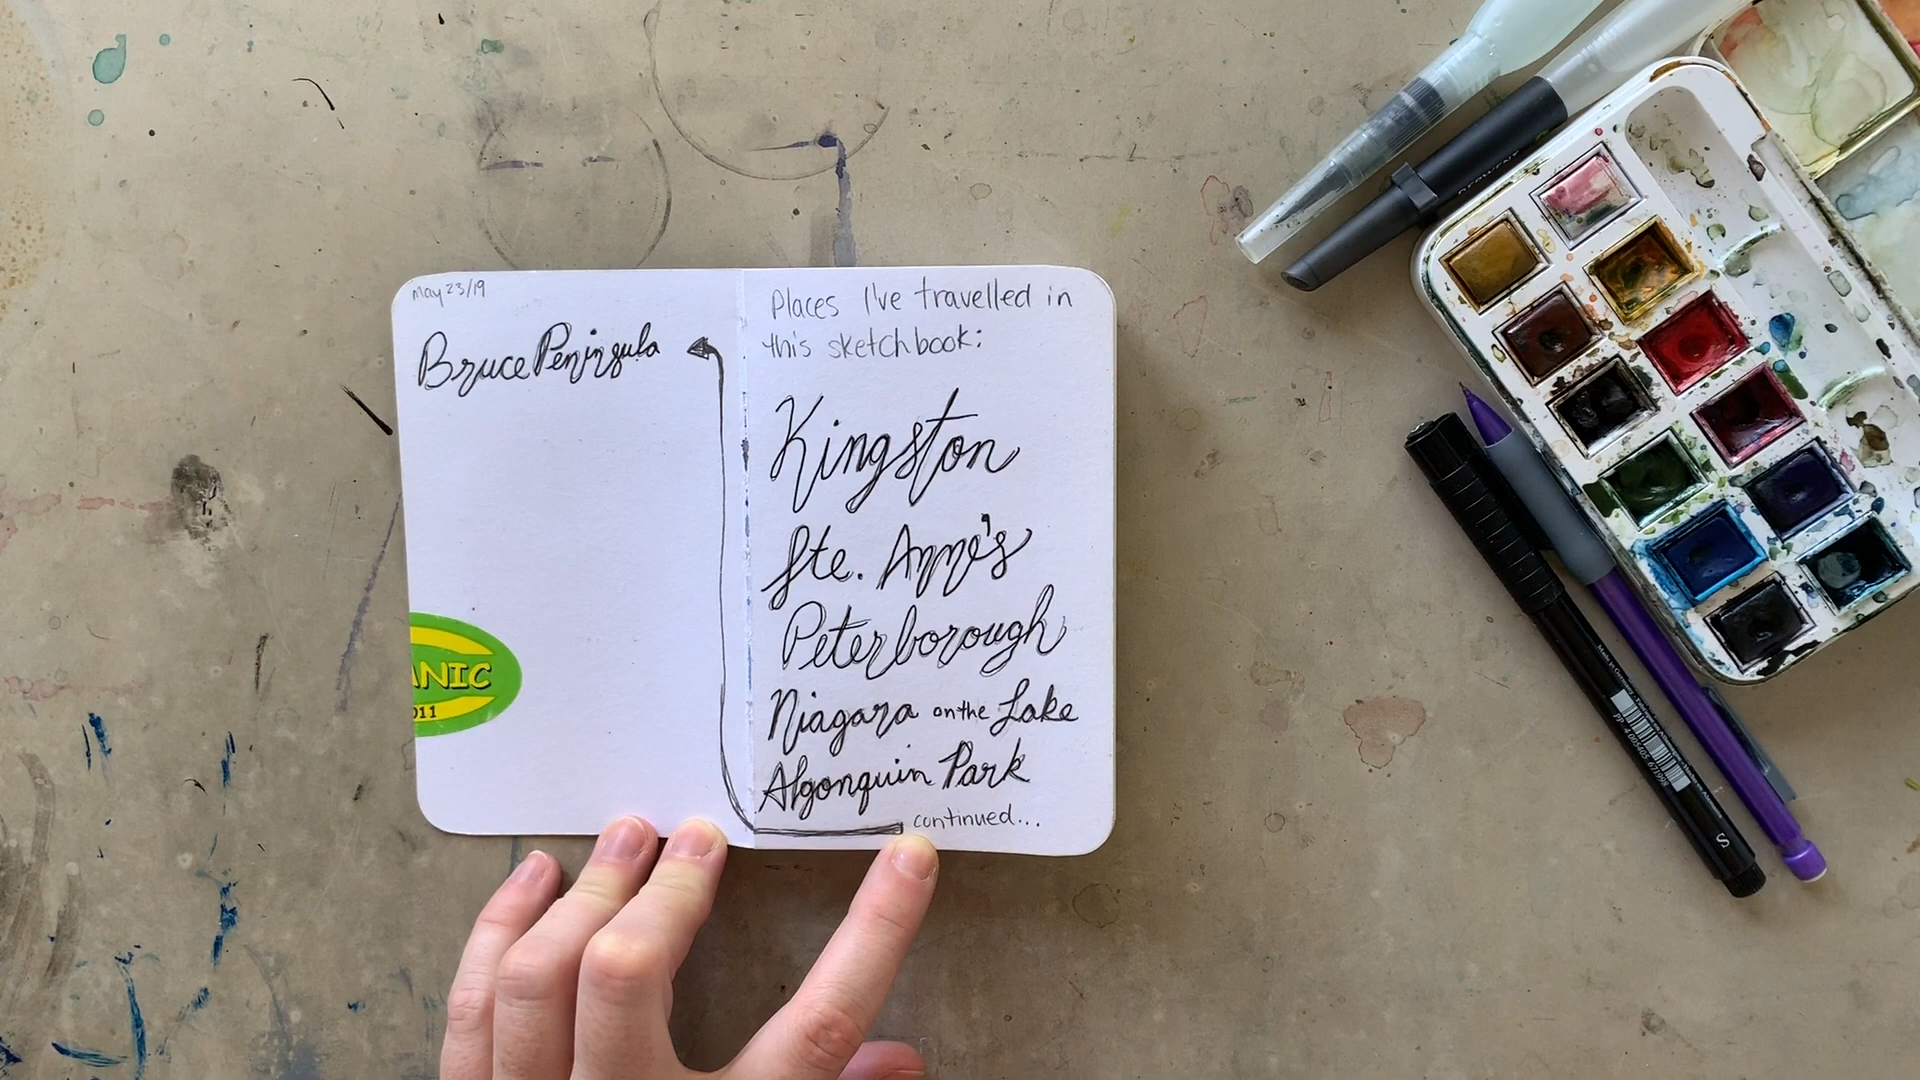 May 23/19
Bruce Peninsula
ANIC
011
Places I've travelled in
this sketchbook:
Kingston
Ste. Anne's
Peterborough
Niagara on the Lake
Algonquin Park
continued...
S